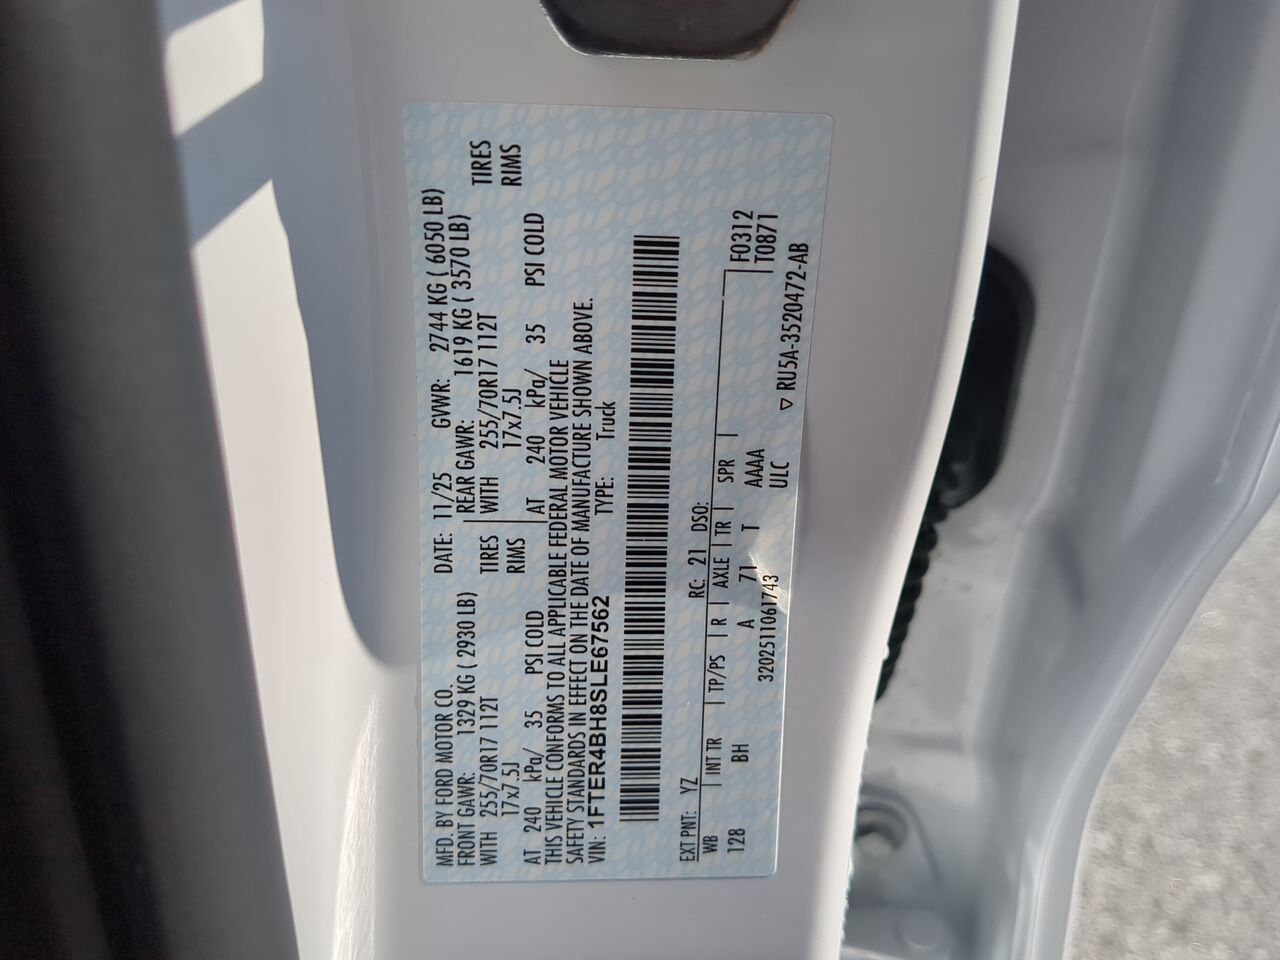 MFD. BY FORD MOTOR CO. DATE: 11/25 GVWR: 2744 KG ( 6050 LB)
FRONT GAWR: 1329 KG ( 2930 LB) REAR GAWR: 1619 KG ( 3570 LB)
WITH 255/70R17 112T TIRES WITH 255/70R17 112T TIRES
17x7.5J RIMS 17x7.5J RIMS
AT 240 kPa/ 35 PSI COLD AT 240 kPa/ 35 PSI COLD
THIS VEHICLE CONFORMS TO ALL APPLICABLE FEDERAL MOTOR VEHICLE
SAFETY STANDARDS IN EFFECT ON THE DATE OF MANUFACTURE SHOWN ABOVE.
VIN: 1FTER4BH8SLE67562 TYPE: Truck
EXT PNT: YZ RC: 21 DSO:
WB INT TR TP/PS R AXLE TR SPR F0312
128 BH A 71 T AAAA T0871
3202511061743 ULC
▽ RU5A-3520472-AB